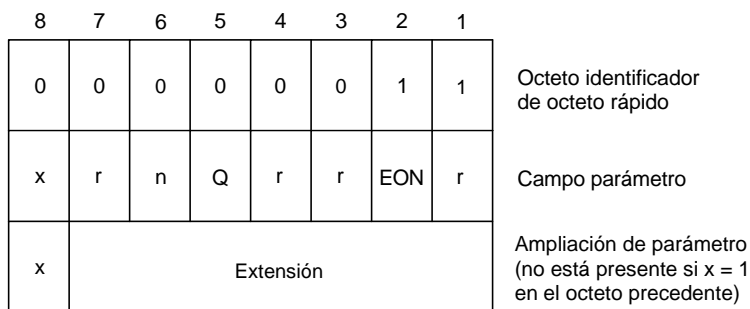 8 7 6 5 4 3 2 1
0 0 0 0 0 0 1 1
Octeto identificador
de octeto rápido
x r n Q r r EON r
Campo parámetro
x Extensión
Ampliación de parámetro
(no está presente si x = 1
en el octeto precedente)